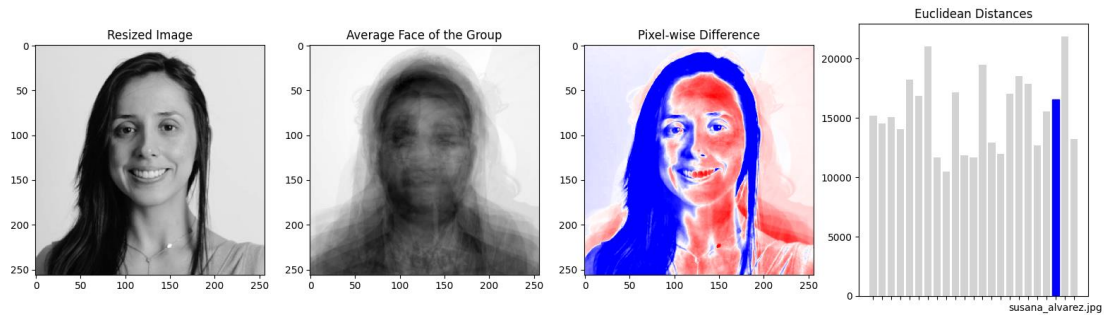 Resized Image
0
50
100
150
200
250
0 50 100 150 200 250
Average Face of the Group
0
50
100
150
200
250
0 50 100 150 200 250
Pixel-wise Difference
0
50
100
150
200
250
0 50 100 150 200 250
Euclidean Distances
20000
15000
10000
5000
0
susana_alvarez.jpg